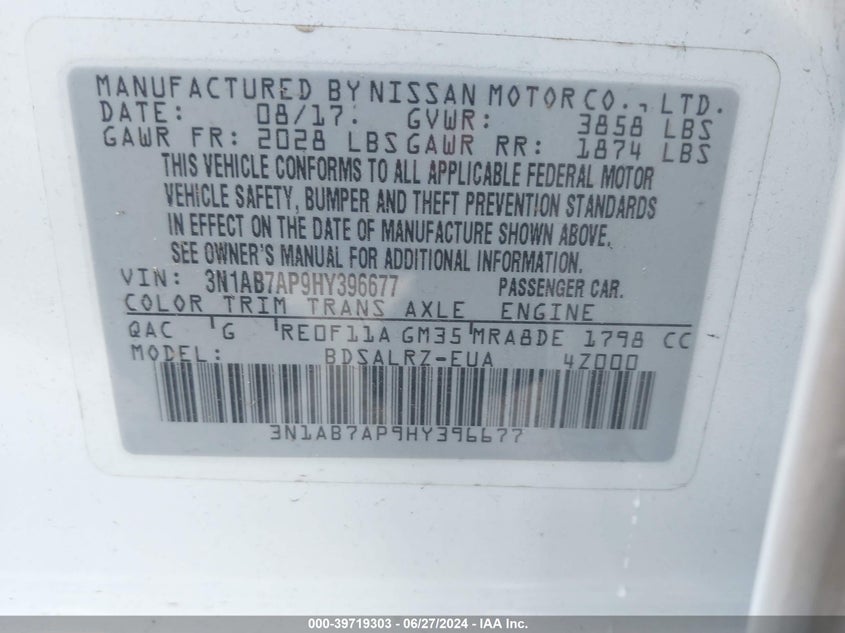 MANUFACTURED BY NISSAN MOTOR CO., LTD.
DATE: 08/17. GVWR: 3858 LBS
GAWR FR: 2028 LBS GAWR RR: 1874 LBS
THIS VEHICLE CONFORMS TO ALL APPLICABLE FEDERAL MOTOR
VEHICLE SAFETY, BUMPER AND THEFT PREVENTION STANDARDS
IN EFFECT ON THE DATE OF MANUFACTURE SHOWN ABOVE.
SEE OWNER'S MANUAL FOR ADDITIONAL INFORMATION.
VIN: 3N1AB7AP9HY396677 PASSENGER CAR.
COLOR TRIM TRANS AXLE ENGINE
QAC G RE0F11A GM35 MRA8DE 1798 CC
MODEL: BDSALRZ-EUA 4Z000
3N1AB7AP9HY396677
000-39719303 - 06/27/2024 - IAA Inc.